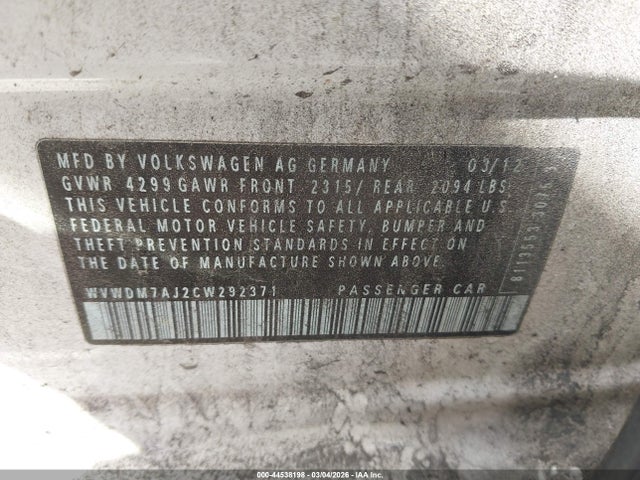 MFD BY VOLKSWAGEN AG GERMANY 03/12
GVWR 4299 GAWR FRONT 2315/ REAR 2094 LBS
THIS VEHICLE CONFORMS TO ALL APPLICABLE U.S
FEDERAL MOTOR VEHICLE SAFETY, BUMPER AND
THEFT PREVENTION STANDARDS IN EFFECT ON
THE DATE OF MANUFACTURE SHOWN ABOVE.
WVWDM7AJ2CW292371 PASSENGER CAR
000-44538198 - 03/04/2026 - IAA Inc.